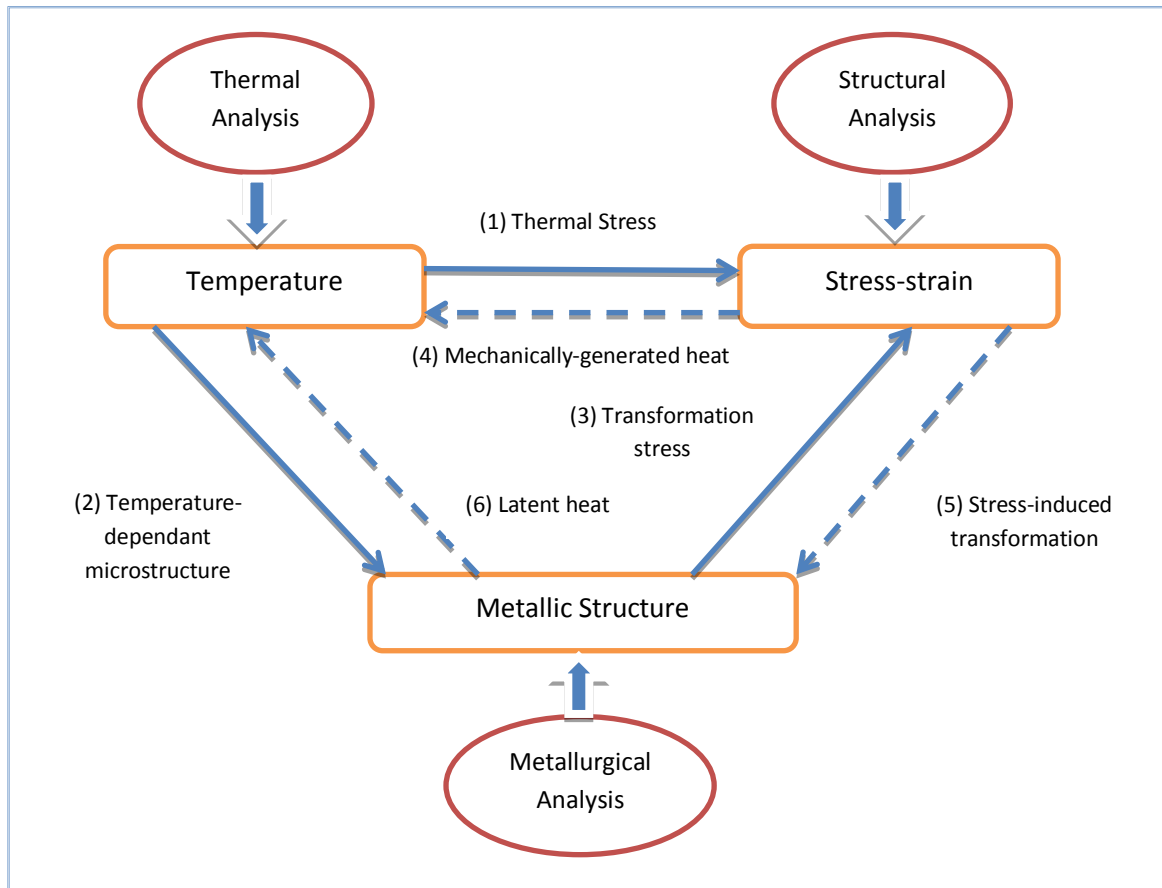 Thermal
Analysis
Structural
Analysis
(1) Thermal Stress
Temperature
Stress-strain
(4) Mechanically-generated heat
(3) Transformation
stress
(2) Temperature-
dependant
microstructure
(6) Latent heat
(5) Stress-induced
transformation
Metallic Structure
Metallurgical
Analysis